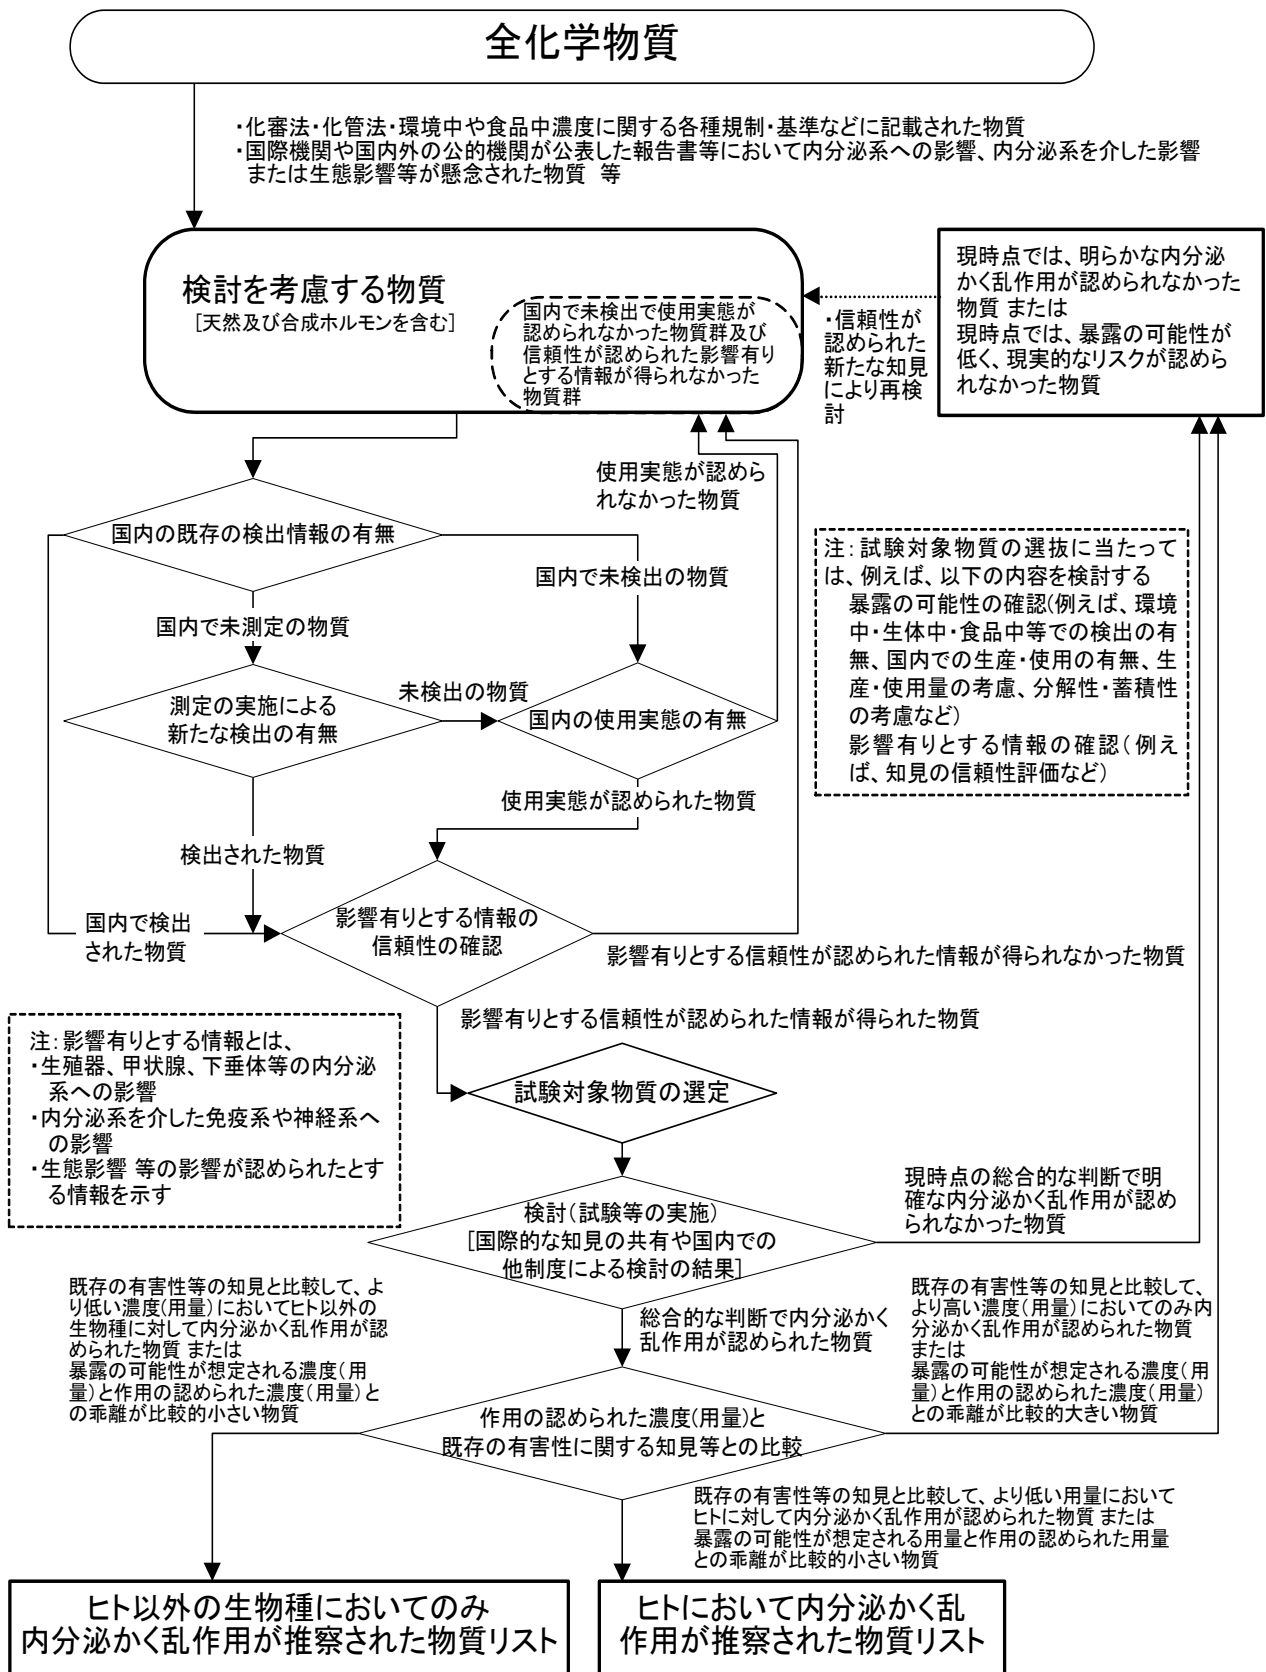 全化学物質
・化審法・化管法・環境中や食品中濃度に関する各種規制・基準などに記載された物質
・国際機関や国内外の公的機関が公表した報告書等において内分泌系への影響、内分泌系を介した影響
または生態影響等が懸念された物質 等
検討を考慮する物質
[天然及び合成ホルモンを含む]
国内で未検出で使用実態が
認められなかった物質群及び
信頼性が認められた影響有り
とする情報が得られなかった
物質群
・信頼性が
認められた
新たな知見
により再検
討
現時点では、明らかな内分泌
かく乱作用が認められなかった
物質 または
現時点では、暴露の可能性が
低く、現実的なリスクが認めら
れなかった物質
使用実態が認めら
れなかった物質
国内の既存の検出情報の有無
国内で未検出の物質
国内で未測定の物質
注:試験対象物質の選抜に当たって
は、例えば、以下の内容を検討する
暴露の可能性の確認(例えば、環境
中・生体中・食品中等での検出の有
無、国内での生産・使用の有無、生
産・使用量の考慮、分解性・蓄積性
の考慮など)
影響有りとする情報の確認(例え
ば、知見の信頼性評価など)
測定の実施による
新たな検出の有無
未検出の物質
国内の使用実態の有無
使用実態が認められた物質
検出された物質
国内で検出
された物質
影響有りとする情報の
信頼性の確認
影響有りとする信頼性が認められた情報が得られなかった物質
影響有りとする信頼性が認められた情報が得られた物質
注:影響有りとする情報とは、
・生殖器、甲状腺、下垂体等の内分泌
系への影響
・内分泌系を介した免疫系や神経系へ
の影響
・生態影響 等の影響が認められたとす
る情報を示す
試験対象物質の選定
現時点の総合的な判断で明
確な内分泌かく乱作用が認め
られなかった物質
検討(試験等の実施)
[国際的な知見の共有や国内での
他制度による検討の結果]
既存の有害性等の知見と比較して、よ
り低い濃度(用量)においてヒト以外の
生物種に対して内分泌かく乱作用が認
められた物質 または
暴露の可能性が想定される濃度(用
量)と作用の認められた濃度(用量)と
の乖離が比較的小さい物質
総合的な判断で内分泌かく
乱作用が認められた物質
既存の有害性等の知見と比較して、
より高い濃度(用量)においてのみ内
分泌かく乱作用が認められた物質
または
暴露の可能性が想定される濃度(用
量)と作用の認められた濃度(用量)
との乖離が比較的大きい物質
作用の認められた濃度(用量)と
既存の有害性に関する知見等との比較
既存の有害性等の知見と比較して、より低い用量において
ヒトに対して内分泌かく乱作用が認められた物質 または
暴露の可能性が想定される用量と作用の認められた用量
との乖離が比較的小さい物質
ヒト以外の生物種においてのみ
内分泌かく乱作用が推察された物質リスト
ヒトにおいて内分泌かく乱
作用が推察された物質リスト